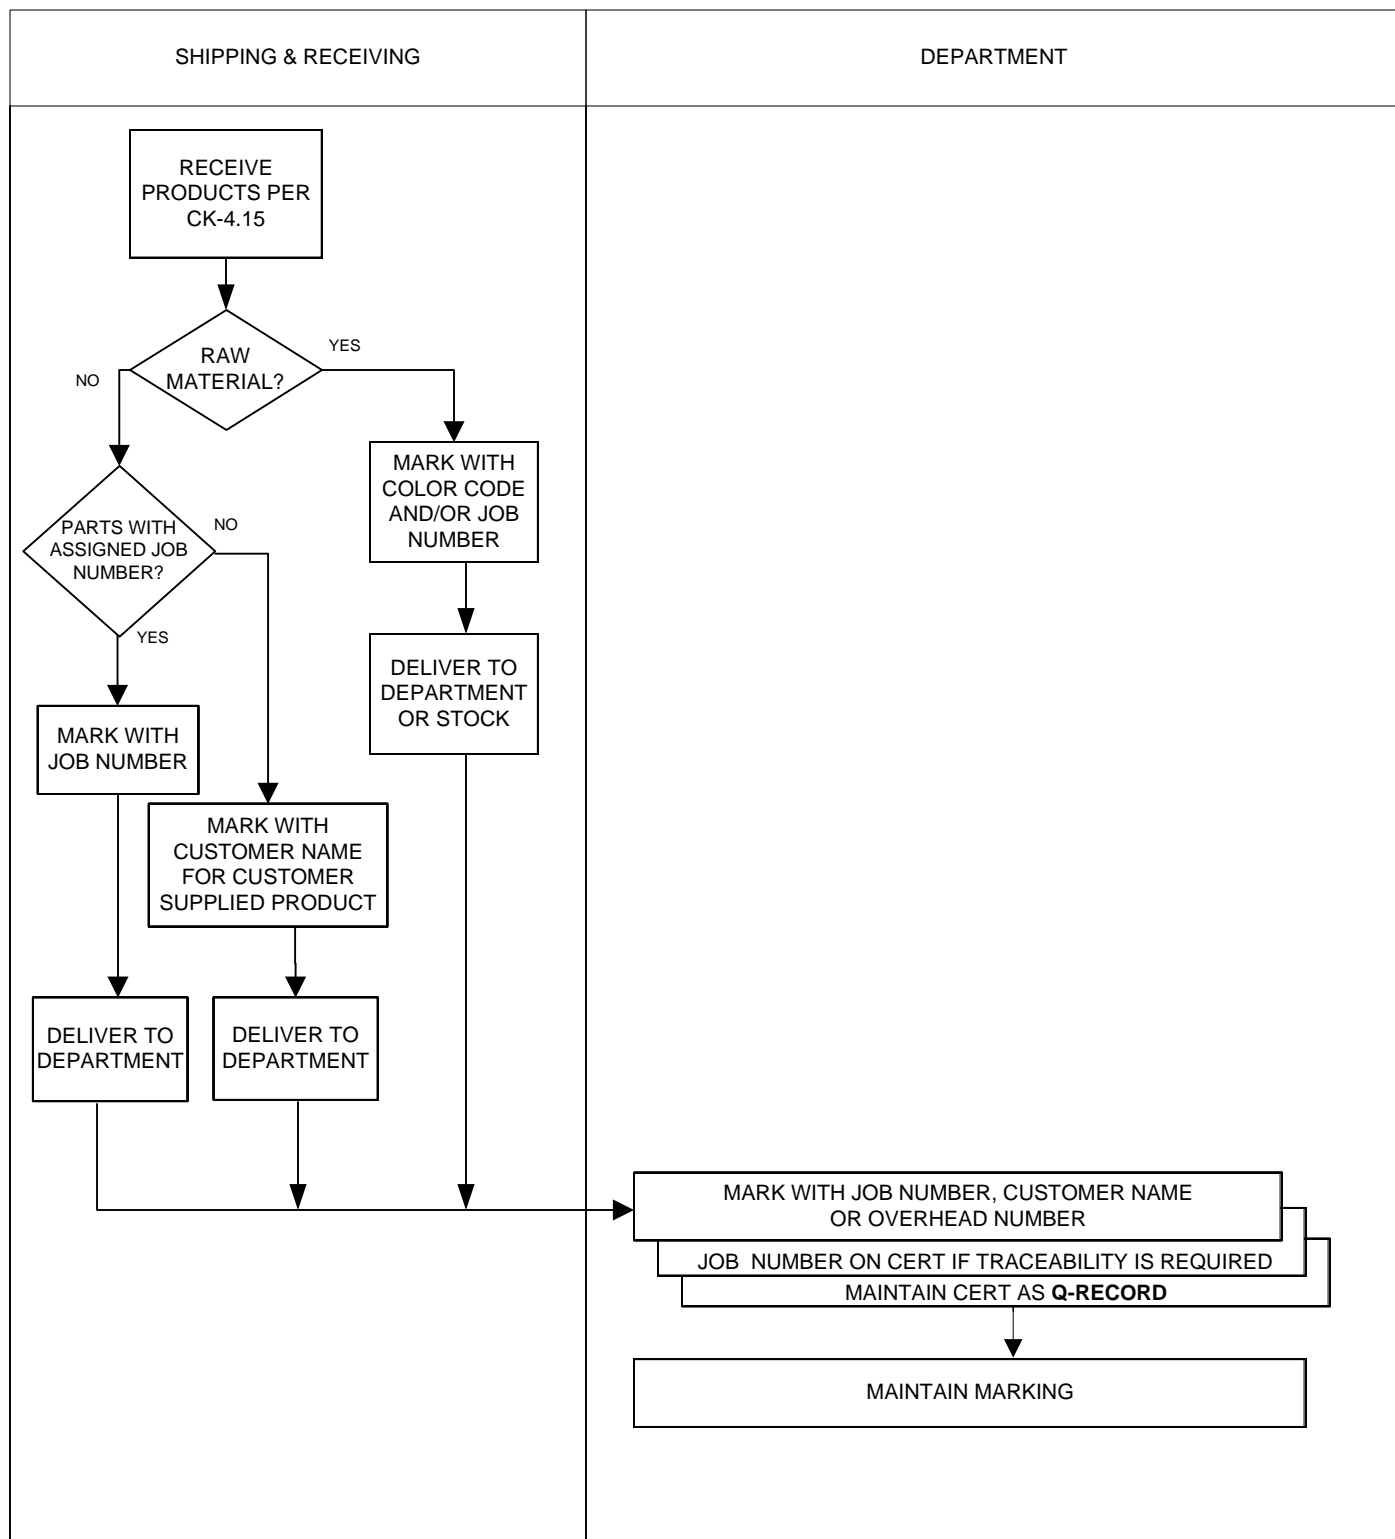 SHIPPING & RECEIVING
DEPARTMENT
RECEIVE
PRODUCTS PER
CK-4.15
RAW
MATERIAL?
YES
NO
MARK WITH
COLOR CODE
AND/OR JOB
NUMBER
PARTS WITH
ASSIGNED JOB
NUMBER?
NO
YES
DELIVER TO
DEPARTMENT
OR STOCK
MARK WITH
JOB NUMBER
MARK WITH
CUSTOMER NAME
FOR CUSTOMER
SUPPLIED PRODUCT
DELIVER TO
DEPARTMENT
DELIVER TO
DEPARTMENT
MARK WITH JOB NUMBER, CUSTOMER NAME
OR OVERHEAD NUMBER
JOB NUMBER ON CERT IF TRACEABILITY IS REQUIRED
MAINTAIN CERT AS Q-RECORD
MAINTAIN MARKING